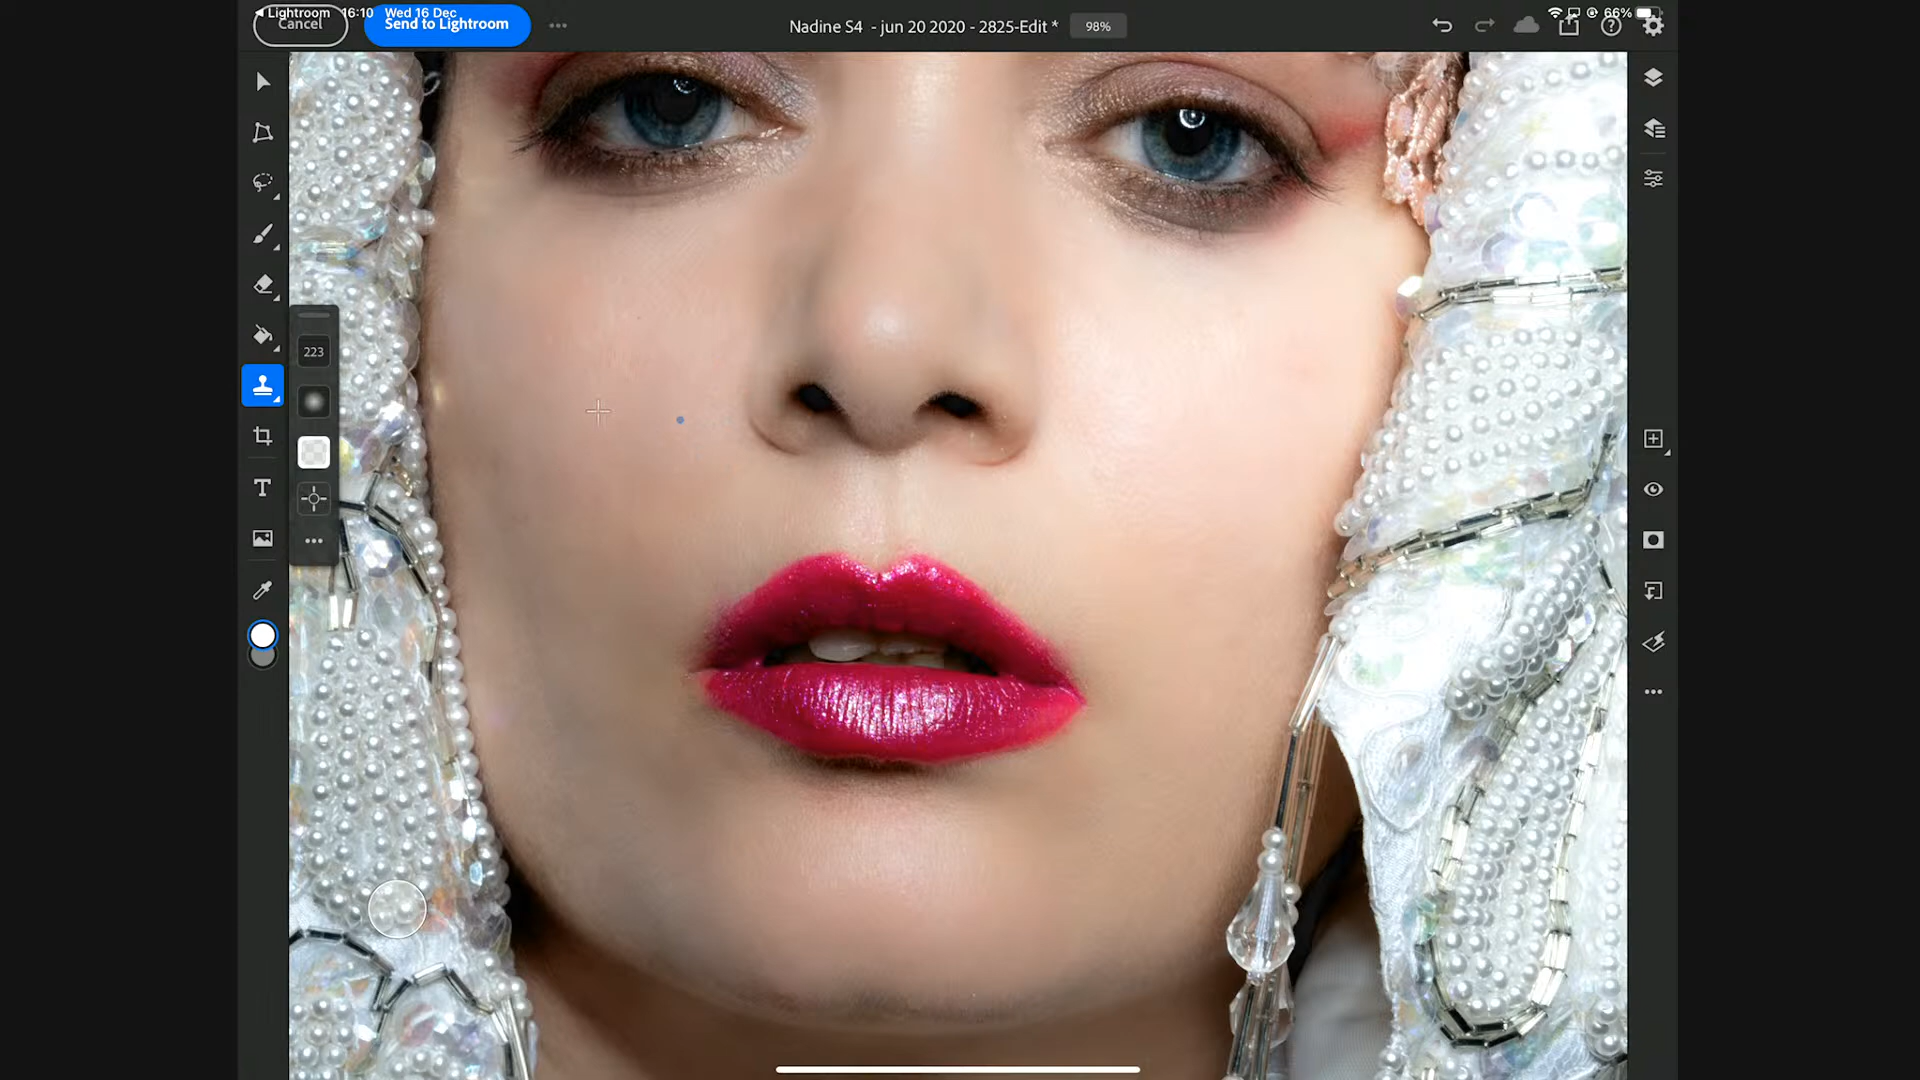 Lightroom 16:10 Wed 16 Dec 66%
Cancel Send to Lightroom Nadine S4 - jun 20 2020 - 2825-Edit * 98%
223
T